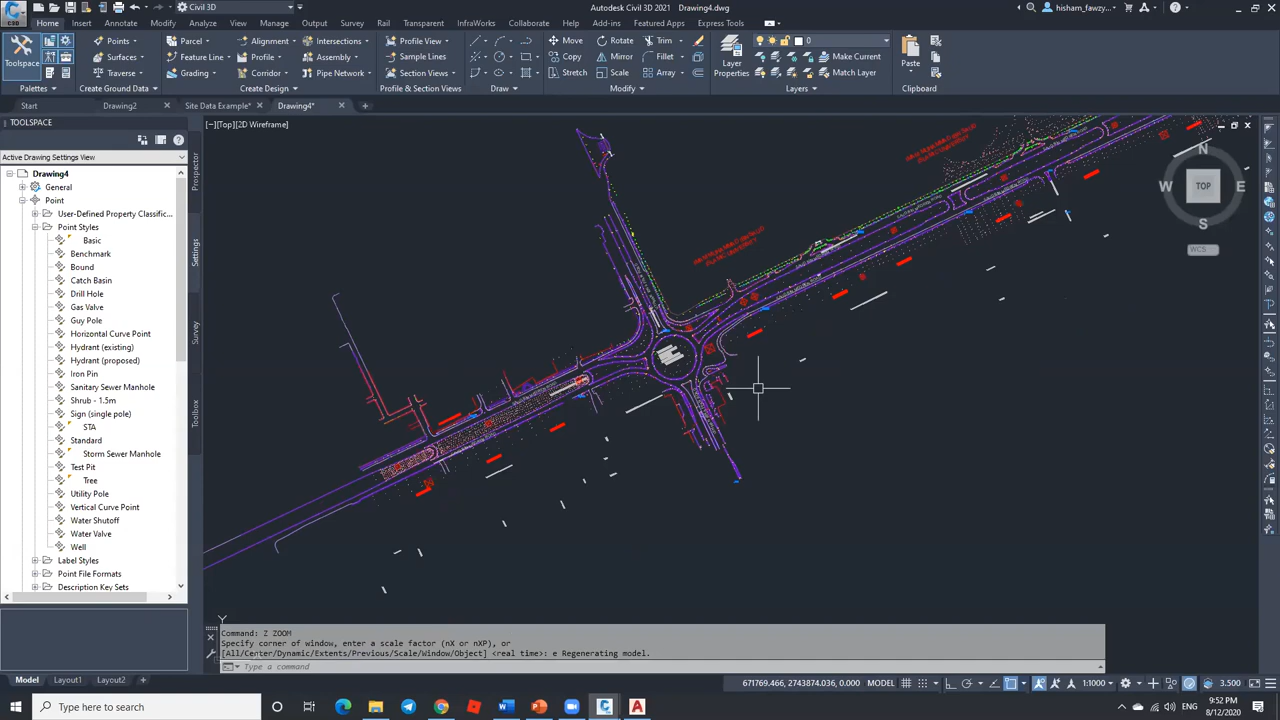 Civil 3D
Autodesk Civil 3D 2021 Drawing4.dwg
hisham_fawzy...
Home Insert Annotate Modify Analyze View Manage Output Survey Rail Transparent InfraWorks Collaborate Help Add-ins Featured Apps Express Tools
Toolspace
Palettes
Points
Surfaces
Traverse
Create Ground Data
Parcel
Feature Line
Grading
Alignment
Profile
Corridor
Intersections
Assembly
Pipe Network
Create Design
Profile View
Sample Lines
Section Views
Profile & Section Views
Draw
Move
Copy
Stretch
Rotate
Mirror
Scale
Trim
Fillet
Array
Modify
Layer
Properties
0
Make Current
Match Layer
Layers
Paste
Clipboard
Start Drawing2 Site Data Example* Drawing4*
TOOLSPACE
Active Drawing Settings View
Drawing4
General
Point
User-Defined Property Classific...
Point Styles
Basic
Benchmark
Bound
Catch Basin
Drill Hole
Gas Valve
Guy Pole
Horizontal Curve Point
Hydrant (existing)
Hydrant (proposed)
Iron Pin
Sanitary Sewer Manhole
Shrub - 1.5m
Sign (single pole)
STA
Standard
Storm Sewer Manhole
Test Pit
Tree
Utility Pole
Vertical Curve Point
Water Shutoff
Water Valve
Well
Label Styles
Point File Formats
Description Key Sets
Prospector
Settings
Survey
Toolbox
[−][Top][2D Wireframe]
N
W TOP E
S
WCS
Y
Command: Z ZOOM
Specify corner of window, enter a scale factor (nX or nXP), or
[All/Center/Dynamic/Extents/Previous/Scale/Window/Object] <real time>: e Regenerating model.
Type a command
Model Layout1 Layout2
671769.466, 2743874.036, 0.000 MODEL
1:1000
3.500
Type here to search
9:52 PM
8/12/2020